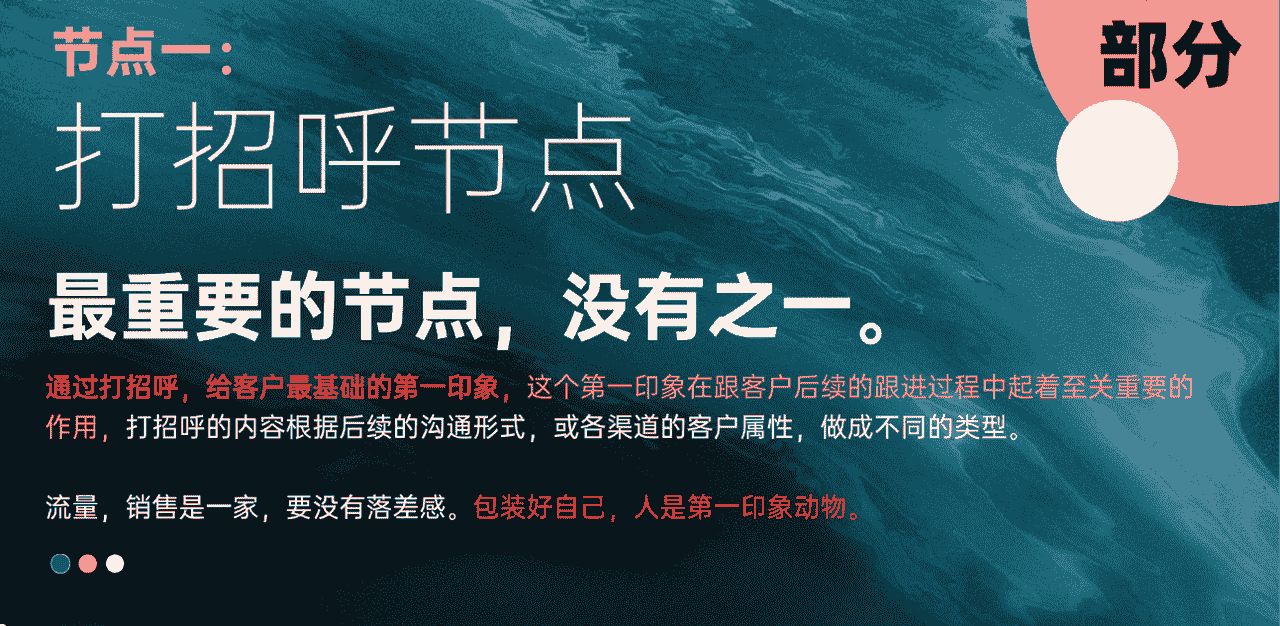 节点一：
部分
打招呼节点
最重要的节点，没有之一。
通过打招呼，给客户最基础的第一印象，这个第一印象在跟客户后续的跟进过程中起着至关重要的
作用，打招呼的内容根据后续的沟通形式，或各渠道的客户属性，做成不同的类型。
流量，销售是一家，要没有落差感。包装好自己，人是第一印象动物。